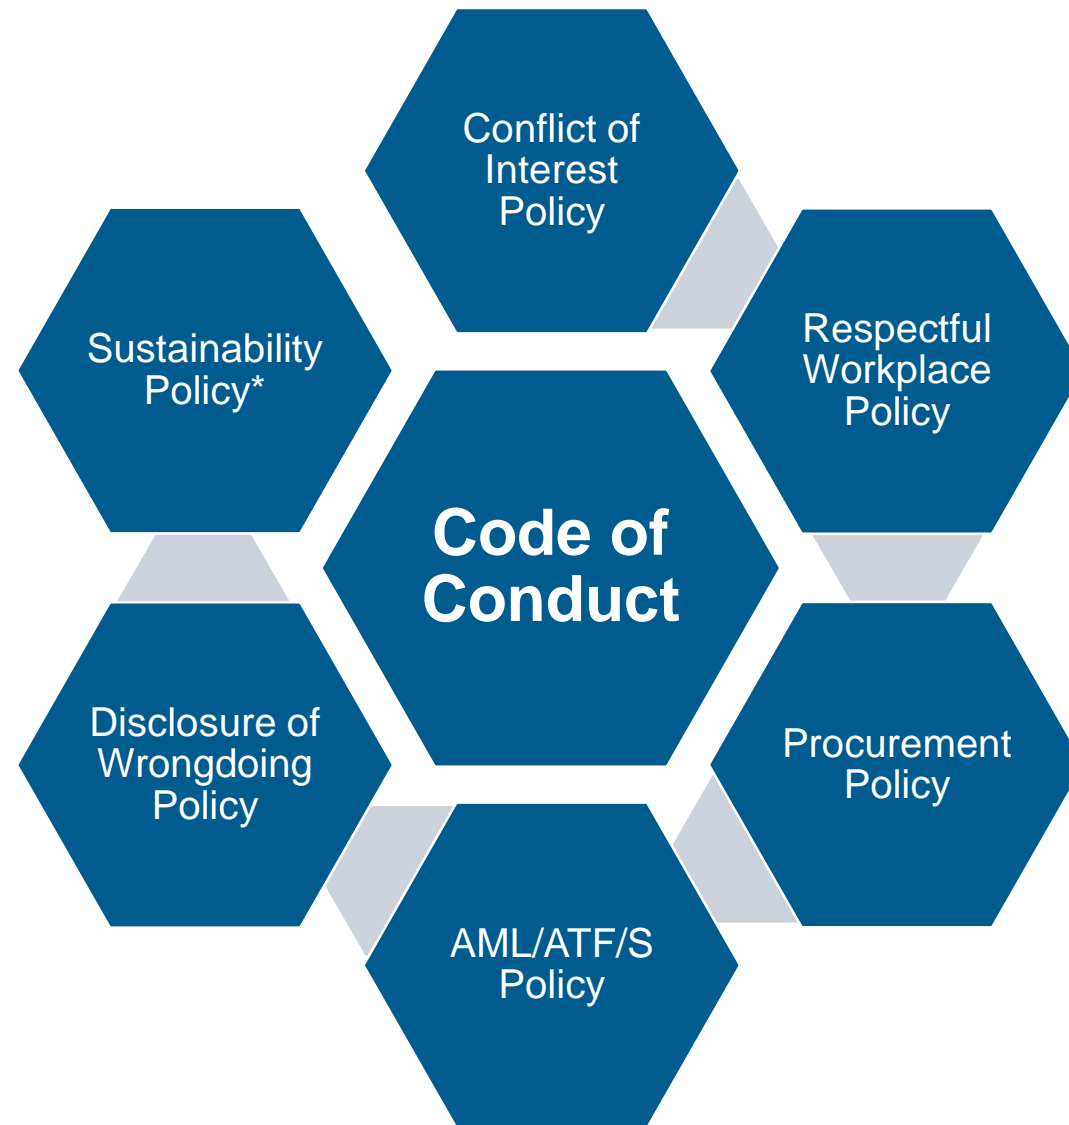 Conflict of
Interest
Policy
Respectful
Workplace
Policy
Sustainability
Policy*
Code of
Conduct
Disclosure of
Wrongdoing
Policy
Procurement
Policy
AML/ATF/S
Policy